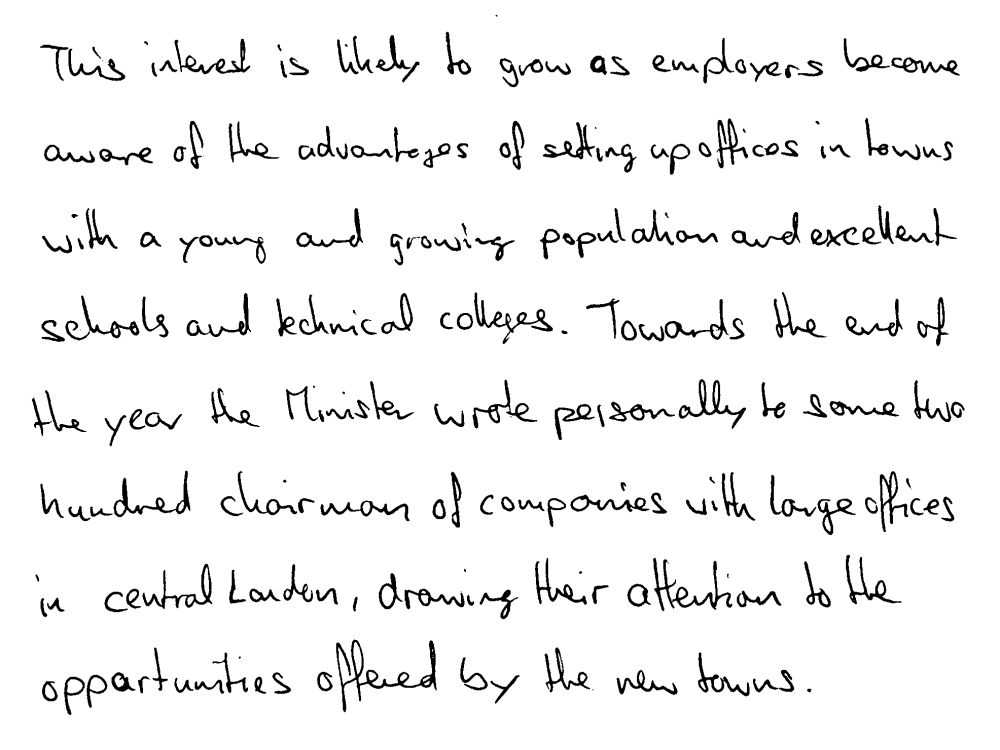 This interest is likely to grow as employers become
aware of the advantages of setting up offices in towns
with a young and growing population and excellent
schools and technical colleges. Towards the end of
the year the Minister wrote personally to some two
hundred chairman of companies with large offices
in central London, drawing their attention to the
opportunities offered by the new towns.